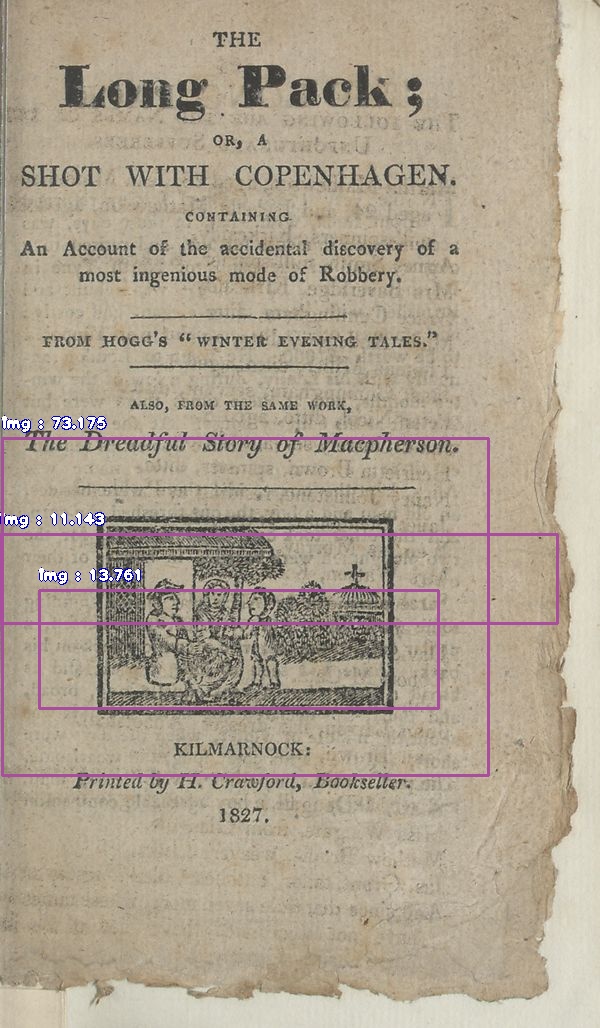 THE
Long Pack;
OR, A
SHOT WITH COPENHAGEN.
CONTAINING
An Account of the accidental discovery of a
most ingenious mode of Robbery.
FROM HOGG'S "WINTER EVENING TALES."
ALSO, FROM THE SAME WORK,
img : 73.175
The Dreadful Story of Macpherson.
img : 11.143
img : 13.761
KILMARNOCK:
Printed by H. Crawford, Bookseller.
1827.